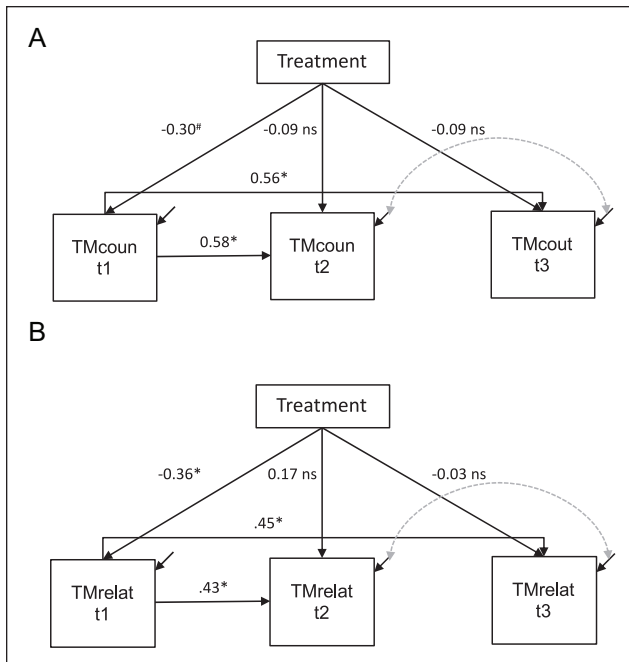 A
Treatment
-0.30#
-0.09 ns
-0.09 ns
0.56*
TMcoun
t1
0.58*
TMcoun
t2
TMcout
t3
B
Treatment
-0.36*
0.17 ns
-0.03 ns
.45*
TMrelat
t1
.43*
TMrelat
t2
TMrelat
t3